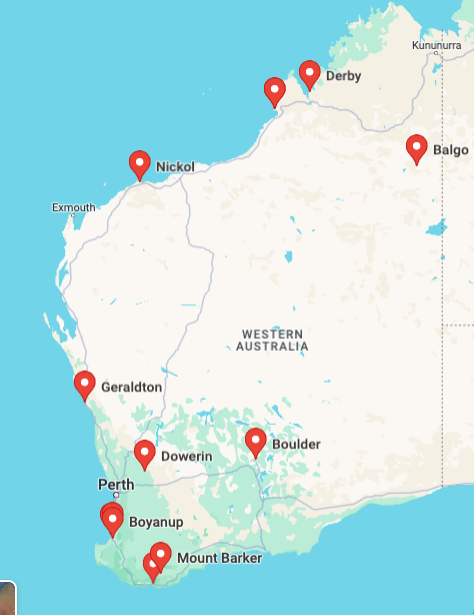 Kununurra
Derby
Balgo
Nickol
Exmouth
WESTERN
AUSTRALIA
Geraldton
Boulder
Dowerin
Perth
Boyanup
Mount Barker